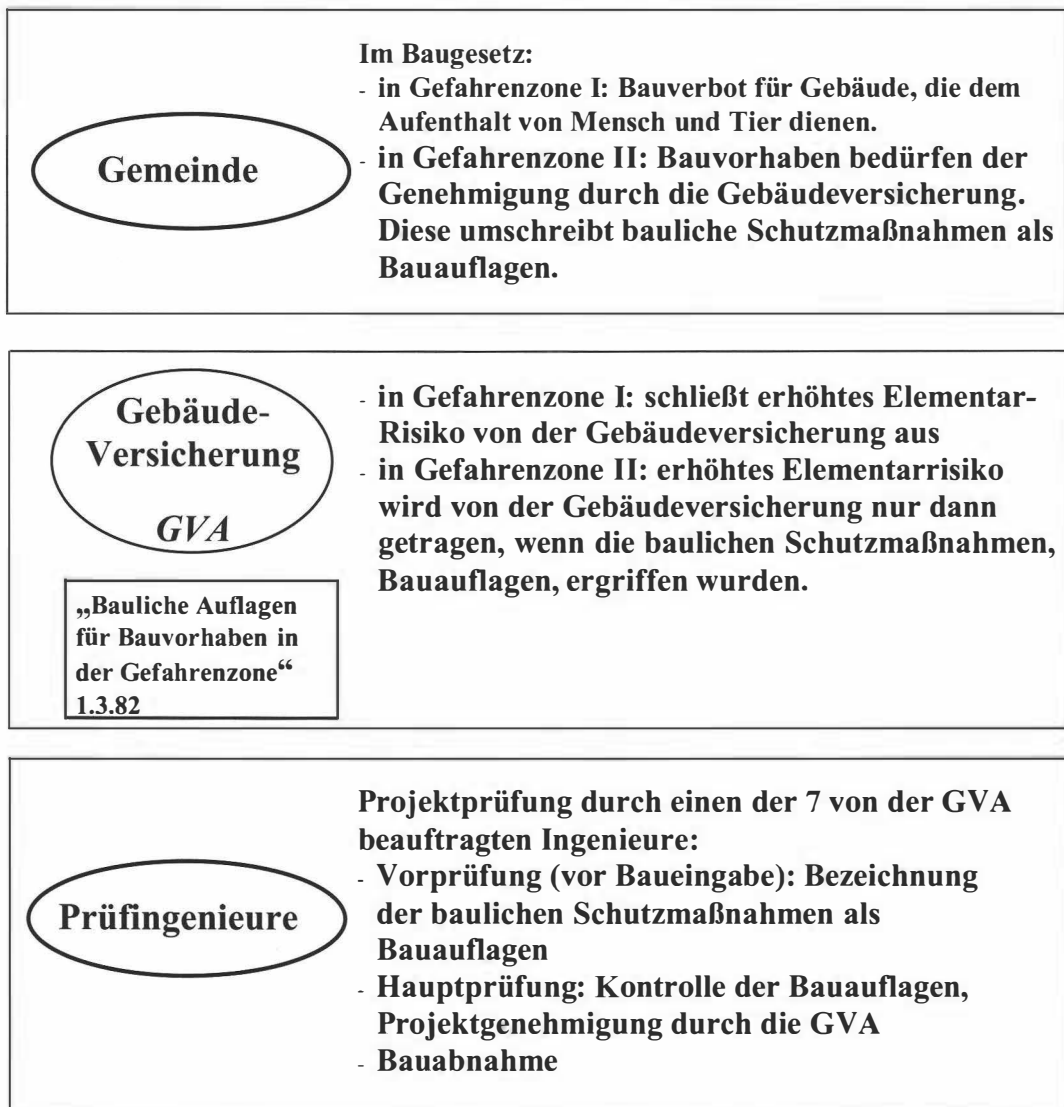 Gemeinde
Im Baugesetz:
- in Gefahrenzone I: Bauverbot für Gebäude, die dem
Aufenthalt von Mensch und Tier dienen.
- in Gefahrenzone II: Bauvorhaben bedürfen der
Genehmigung durch die Gebäudeversicherung.
Diese umschreibt bauliche Schutzmaßnahmen als
Bauauflagen.
Gebäude-
Versicherung
GVA
„Bauliche Auflagen
für Bauvorhaben in
der Gefahrenzone“
1.3.82
- in Gefahrenzone I: schließt erhöhtes Elementar-
Risiko von der Gebäudeversicherung aus
- in Gefahrenzone II: erhöhtes Elementarrisiko
wird von der Gebäudeversicherung nur dann
getragen, wenn die baulichen Schutzmaßnahmen,
Bauauflagen, ergriffen wurden.
Prüfingenieure
Projektprüfung durch einen der 7 von der GVA
beauftragten Ingenieure:
- Vorprüfung (vor Baueingabe): Bezeichnung
der baulichen Schutzmaßnahmen als
Bauauflagen
- Hauptprüfung: Kontrolle der Bauauflagen,
Projektgenehmigung durch die GVA
- Bauabnahme